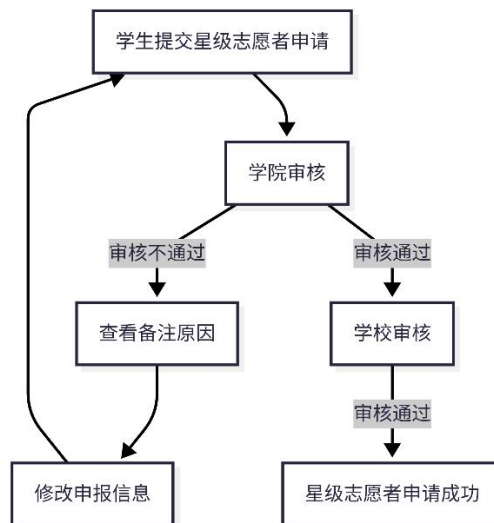 学生提交星级志愿者申请
学院审核
审核不通过
审核通过
查看备注原因
学校审核
审核通过
修改申报信息
星级志愿者申请成功